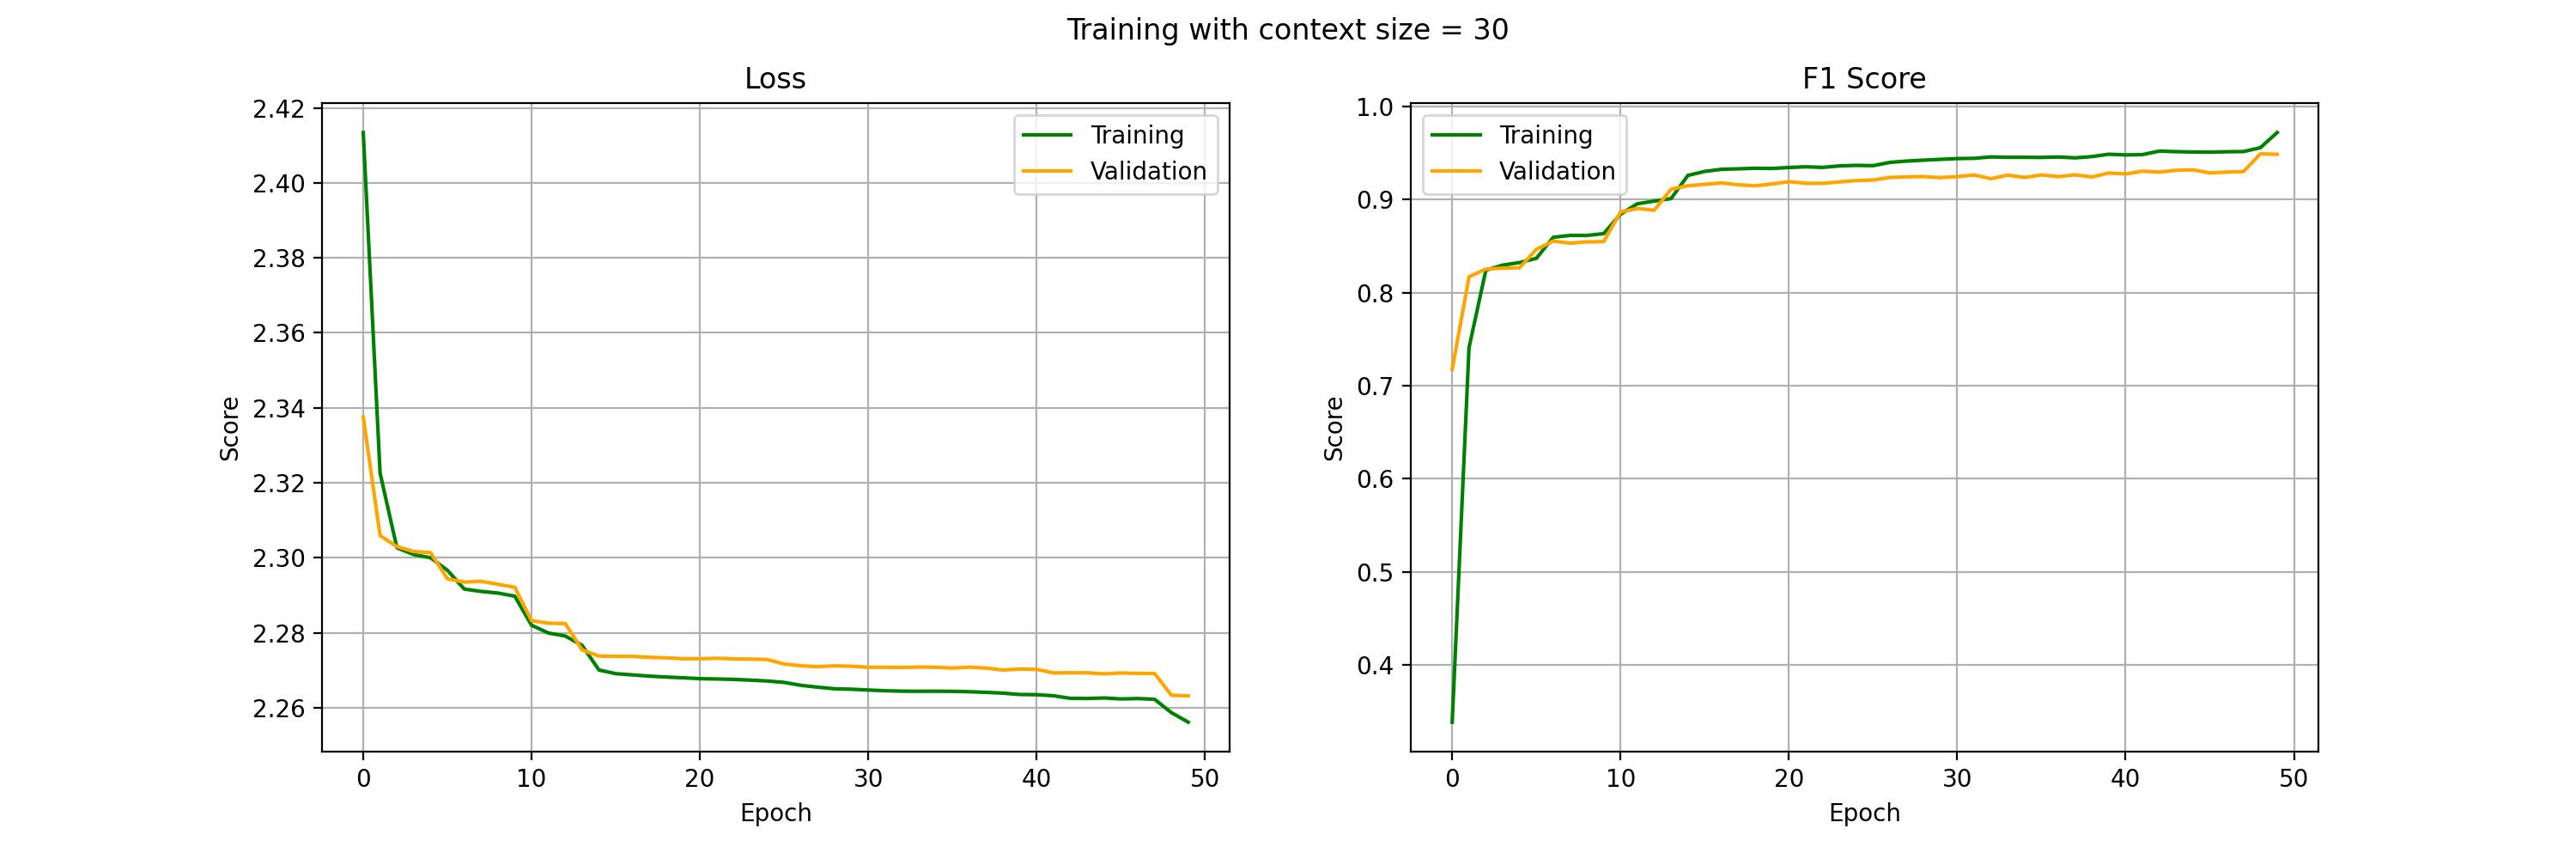 Training with context size = 30
Loss
2.42
2.40
2.38
2.36
2.34
2.32
2.30
2.28
2.26
Score
0 10 20 30 40 50
Epoch
Training
Validation
F1 Score
1.0
0.9
0.8
0.7
0.6
0.5
0.4
Score
0 10 20 30 40 50
Epoch
Training
Validation